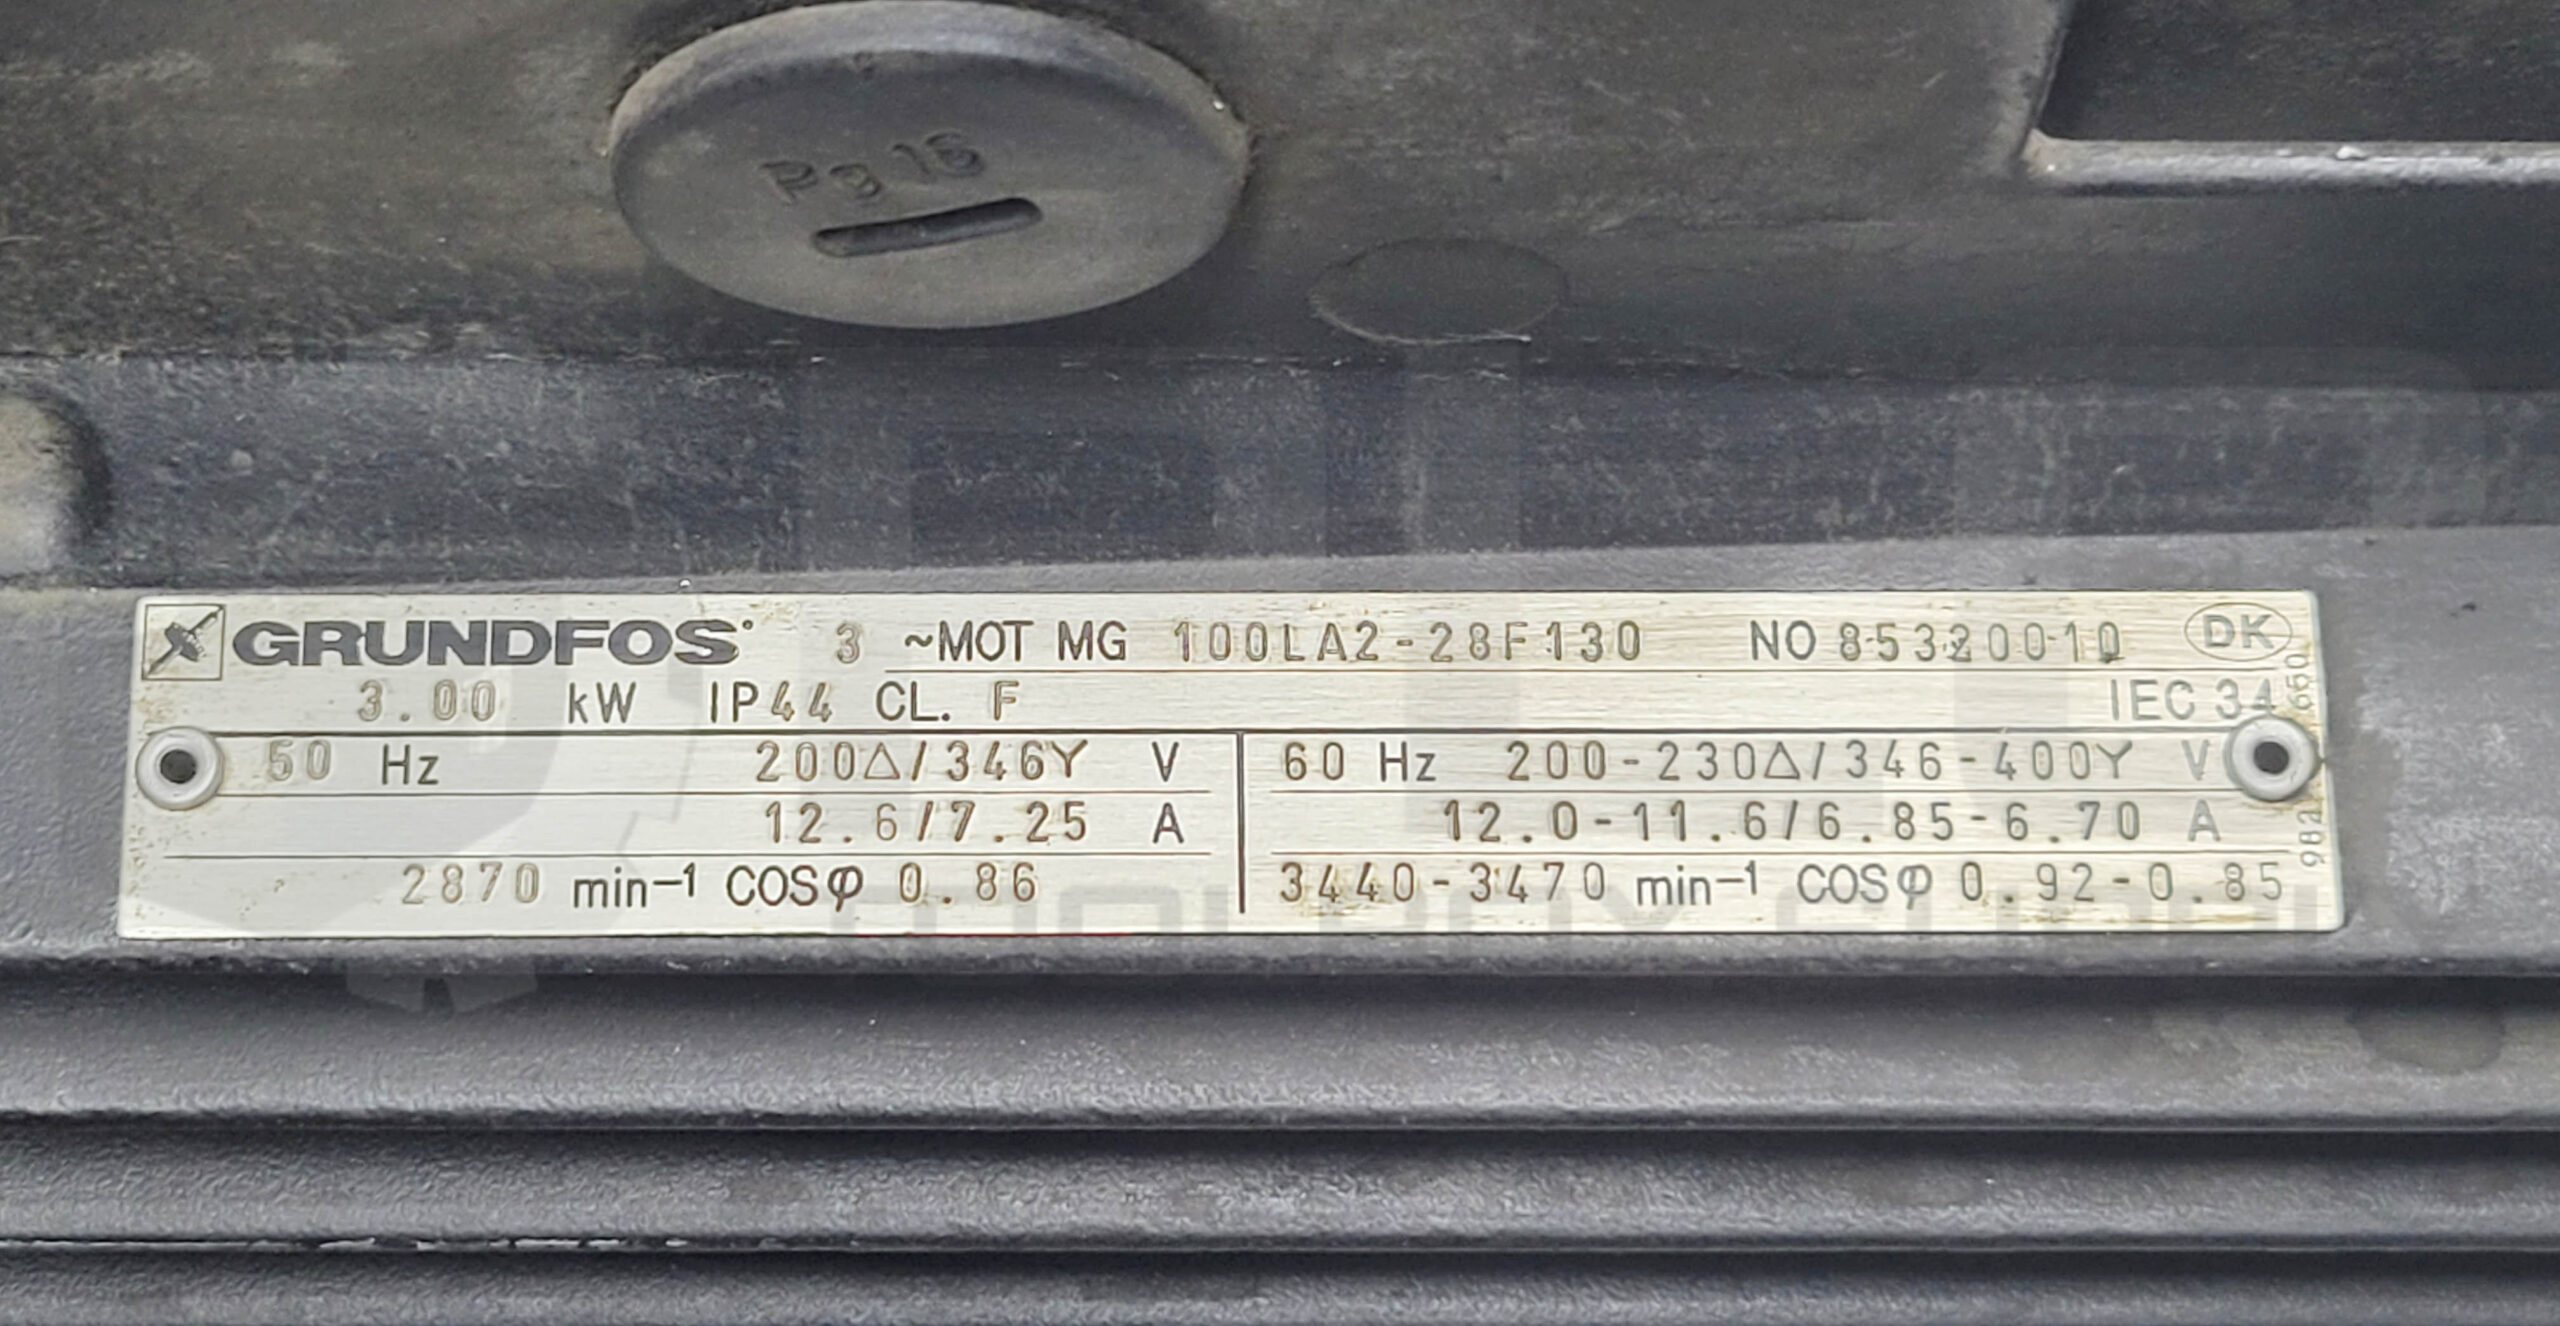 P3 16
GRUNDFOS 3 ~MOT MG 100LA2-28F130 NO 85320010 DK
3.00 kW IP44 CL. F IEC 34
50 Hz 200Δ/346Y V
12.6/7.25 A
2870 min⁻¹ COSφ 0.86
60 Hz 200-230Δ/346-400Y V
12.0-11.6/6.85-6.70 A
3440-3470 min⁻¹ COSφ 0.92-0.85